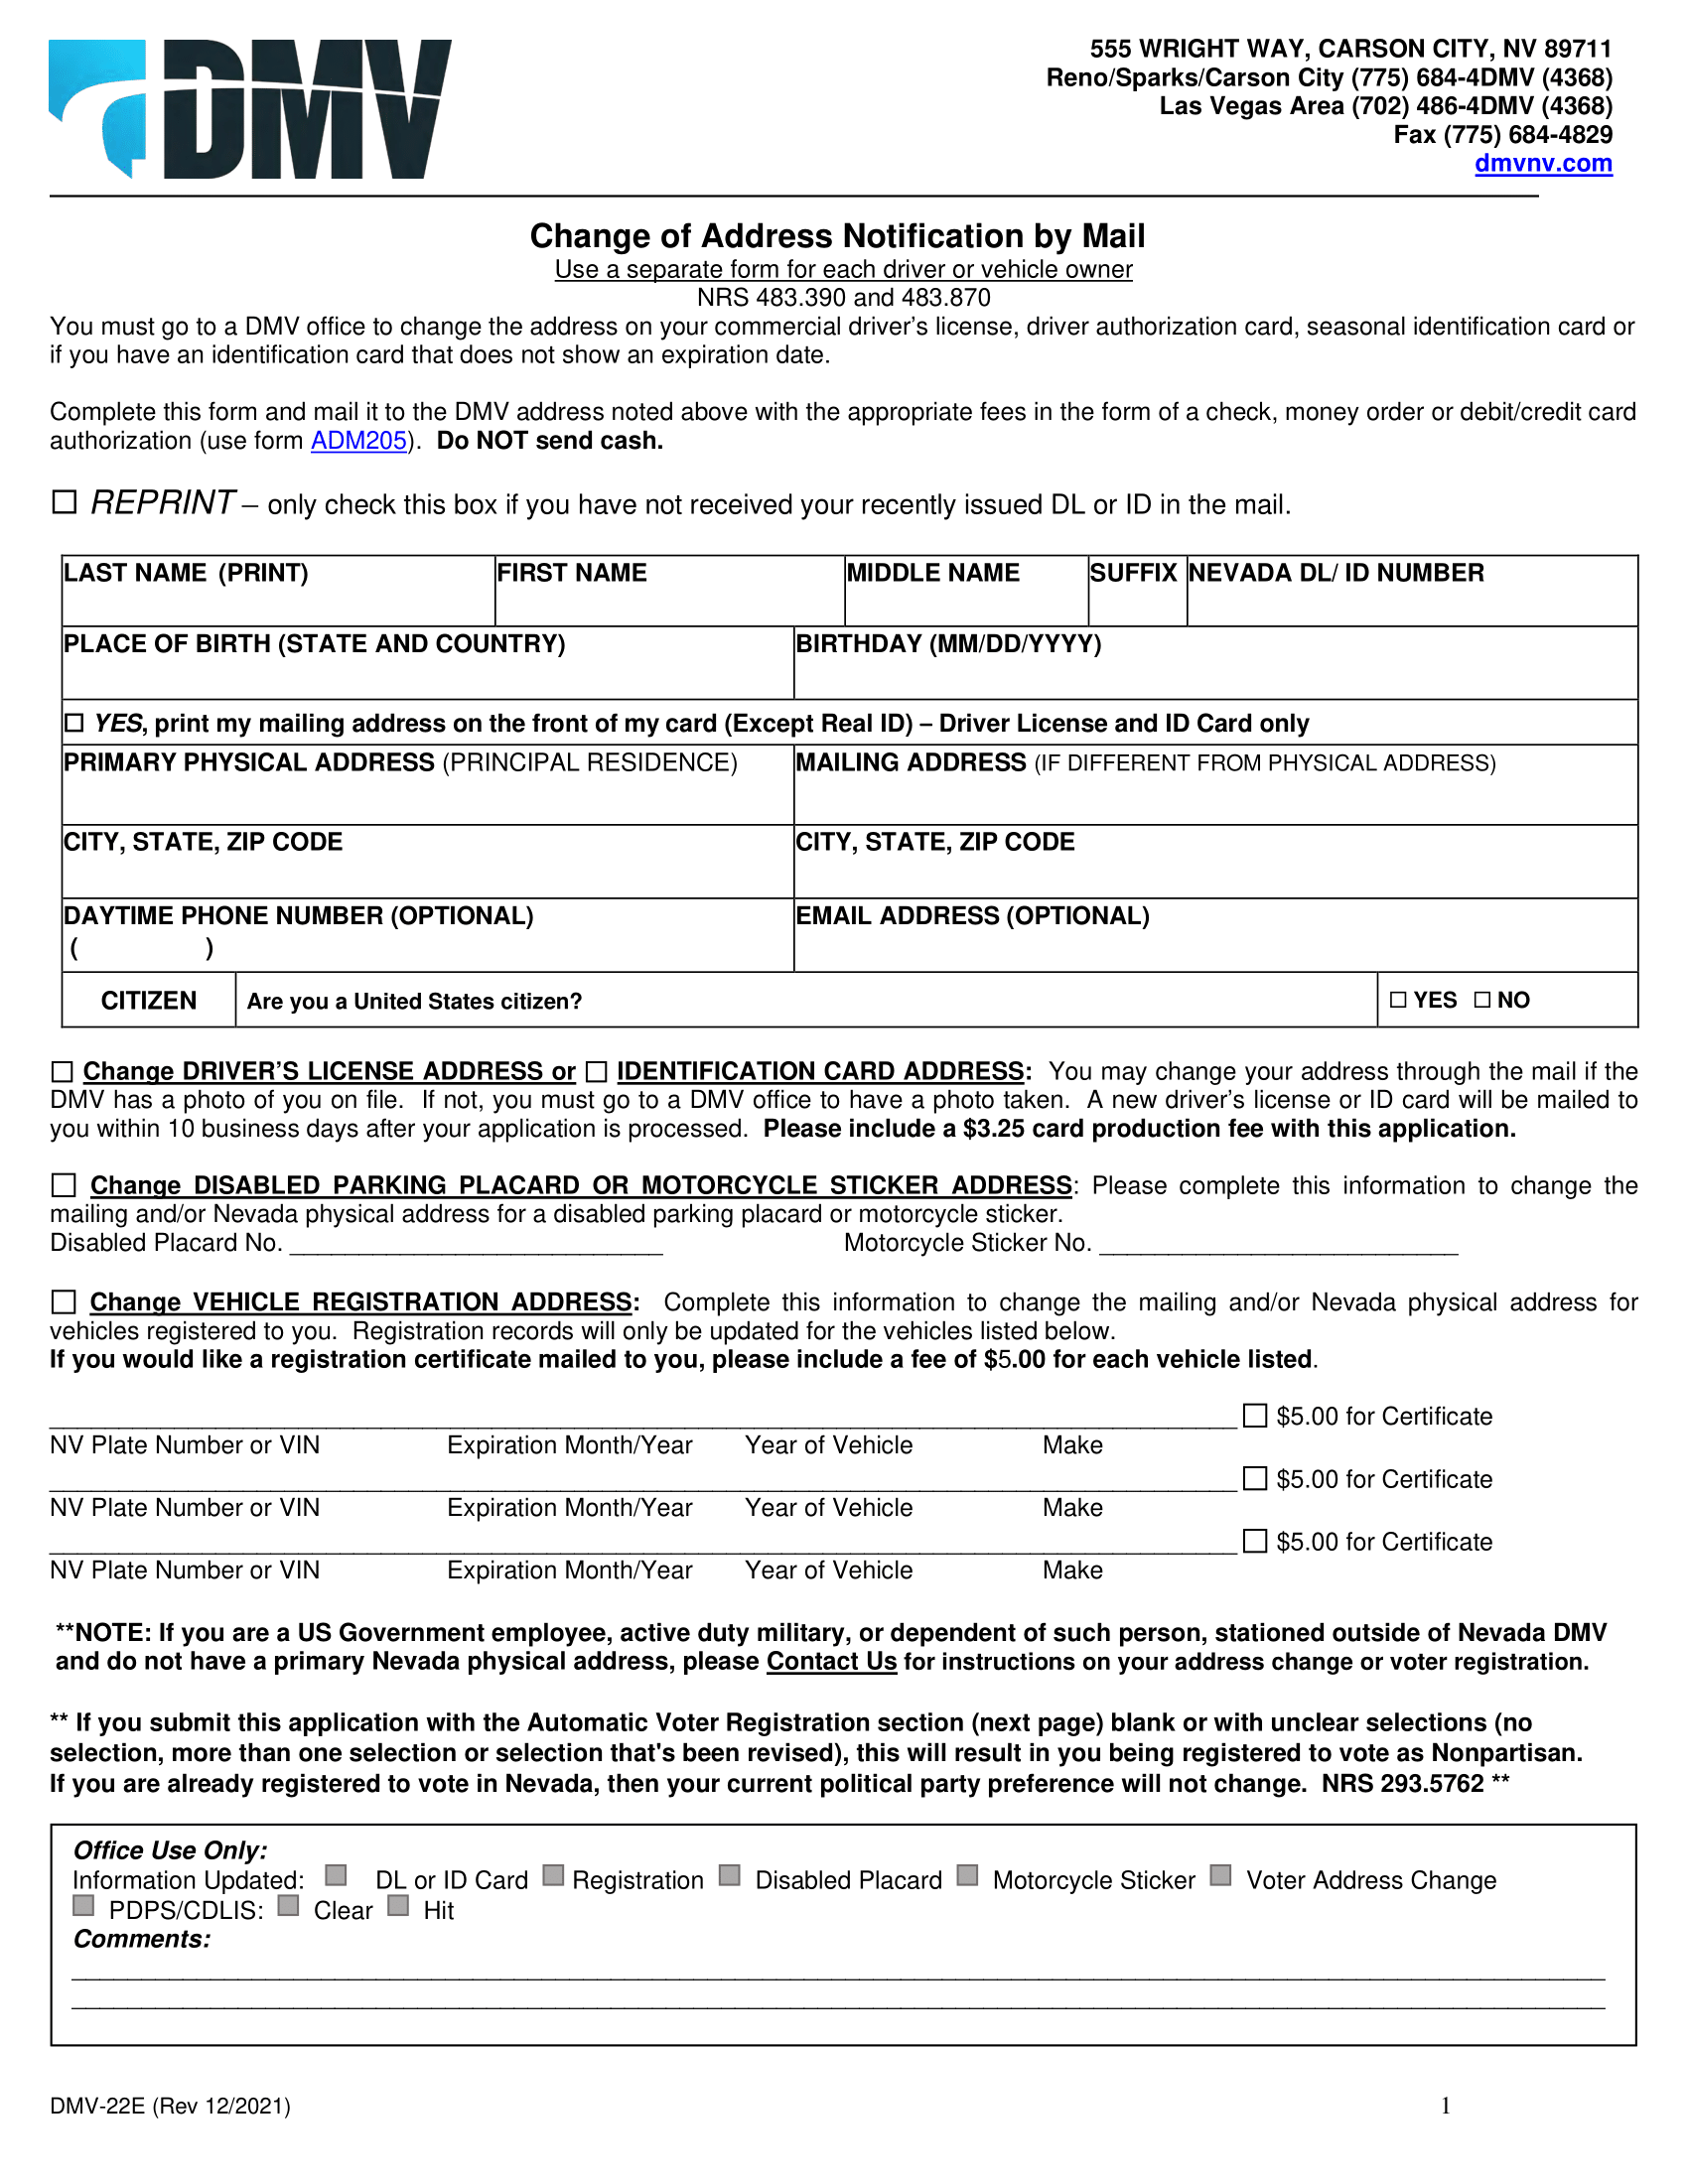 DMV
555 WRIGHT WAY, CARSON CITY, NV 89711
Reno/Sparks/Carson City (775) 684-4DMV (4368)
Las Vegas Area (702) 486-4DMV (4368)
Fax (775) 684-4829
dmvnv.com
Change of Address Notification by Mail
Use a separate form for each driver or vehicle owner
NRS 483.390 and 483.870
You must go to a DMV office to change the address on your commercial driver's license, driver authorization card, seasonal identification card or
if you have an identification card that does not show an expiration date.
Complete this form and mail it to the DMV address noted above with the appropriate fees in the form of a check, money order or debit/credit card
authorization (use form ADM205). Do NOT send cash.
☐ REPRINT – only check this box if you have not received your recently issued DL or ID in the mail.
LAST NAME (PRINT) FIRST NAME MIDDLE NAME SUFFIX NEVADA DL/ ID NUMBER
PLACE OF BIRTH (STATE AND COUNTRY) BIRTHDAY (MM/DD/YYYY)
☐ YES, print my mailing address on the front of my card (Except Real ID) – Driver License and ID Card only
PRIMARY PHYSICAL ADDRESS (PRINCIPAL RESIDENCE) MAILING ADDRESS (IF DIFFERENT FROM PHYSICAL ADDRESS)
CITY, STATE, ZIP CODE CITY, STATE, ZIP CODE
DAYTIME PHONE NUMBER (OPTIONAL) EMAIL ADDRESS (OPTIONAL)
( )
CITIZEN Are you a United States citizen? ☐ YES ☐ NO
☐ Change DRIVER'S LICENSE ADDRESS or ☐ IDENTIFICATION CARD ADDRESS: You may change your address through the mail if the
DMV has a photo of you on file. If not, you must go to a DMV office to have a photo taken. A new driver's license or ID card will be mailed to
you within 10 business days after your application is processed. Please include a $3.25 card production fee with this application.
☐ Change DISABLED PARKING PLACARD OR MOTORCYCLE STICKER ADDRESS: Please complete this information to change the
mailing and/or Nevada physical address for a disabled parking placard or motorcycle sticker.
Disabled Placard No. ____________________________ Motorcycle Sticker No. ___________________________
☐ Change VEHICLE REGISTRATION ADDRESS: Complete this information to change the mailing and/or Nevada physical address for
vehicles registered to you. Registration records will only be updated for the vehicles listed below.
If you would like a registration certificate mailed to you, please include a fee of $5.00 for each vehicle listed.
☐ $5.00 for Certificate
NV Plate Number or VIN Expiration Month/Year Year of Vehicle Make
☐ $5.00 for Certificate
NV Plate Number or VIN Expiration Month/Year Year of Vehicle Make
☐ $5.00 for Certificate
NV Plate Number or VIN Expiration Month/Year Year of Vehicle Make
**NOTE: If you are a US Government employee, active duty military, or dependent of such person, stationed outside of Nevada DMV
and do not have a primary Nevada physical address, please Contact Us for instructions on your address change or voter registration.
** If you submit this application with the Automatic Voter Registration section (next page) blank or with unclear selections (no
selection, more than one selection or selection that's been revised), this will result in you being registered to vote as Nonpartisan.
If you are already registered to vote in Nevada, then your current political party preference will not change. NRS 293.5762 **
Office Use Only:
Information Updated: DL or ID Card Registration Disabled Placard Motorcycle Sticker Voter Address Change
PDPS/CDLIS: Clear Hit
Comments:
DMV-22E (Rev 12/2021) 1